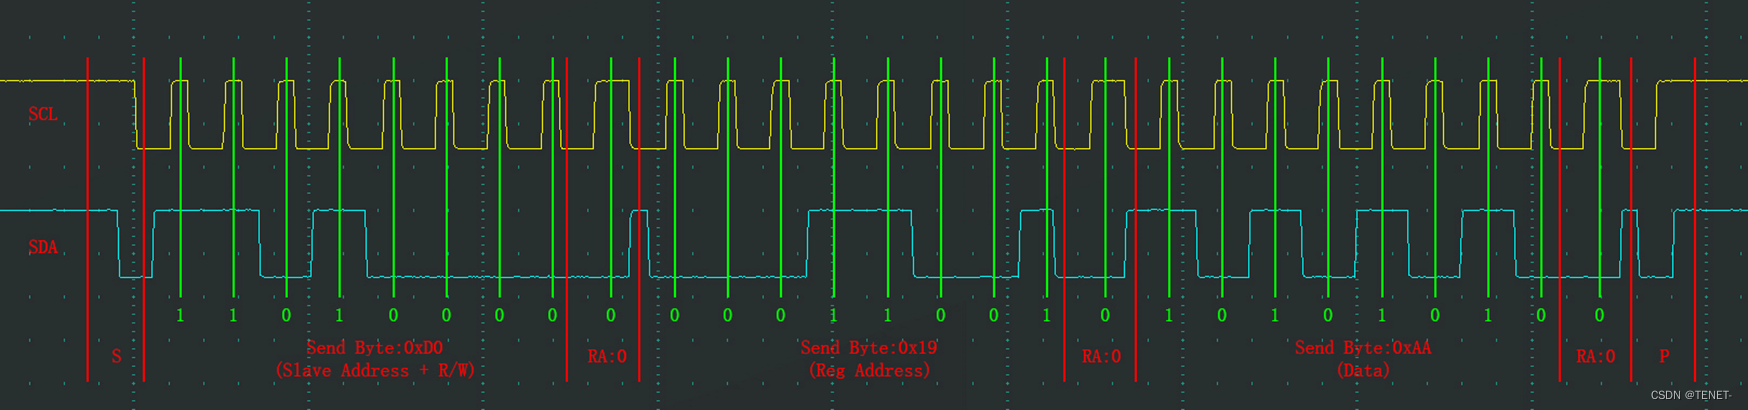 SCL
SDA
1 1 0 1 0 0 0 0 0 0 0 0 1 1 0 0 1 0 1 0 1 0 1 0 1 0 0
S
Send Byte:0xD0
(Slave Address + R/W)
RA:0
Send Byte:0x19
(Reg Address)
RA:0
Send Byte:0xAA
(Data)
RA:0
P
CSDN @TENET-